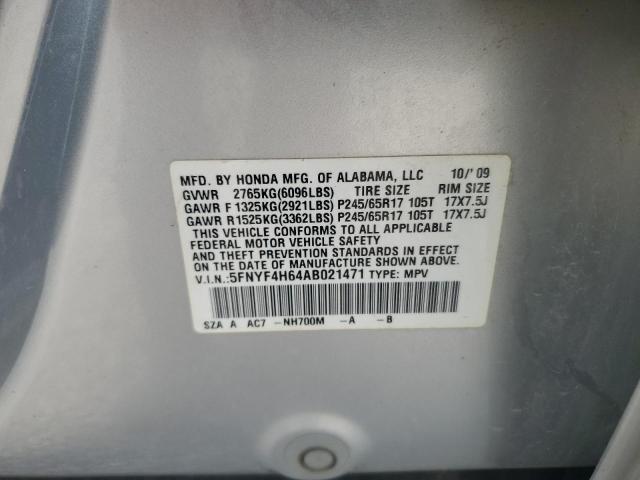 MFD. BY HONDA MFG. OF ALABAMA, LLC 10/'09
GVWR 2765KG(6096LBS) TIRE SIZE RIM SIZE
GAWR F 1325KG(2921LBS) P245/65R17 105T 17X7.5J
GAWR R1525KG(3362LBS) P245/65R17 105T 17X7.5J
THIS VEHICLE CONFORMS TO ALL APPLICABLE
FEDERAL MOTOR VEHICLE SAFETY
AND THEFT PREVENTION STANDARDS IN EFFECT
ON THE DATE OF MANUFACTURE SHOWN ABOVE.
V.I.N.:5FNYF4H64AB021471 TYPE: MPV
SZA A AC7 -NH700M -A -B